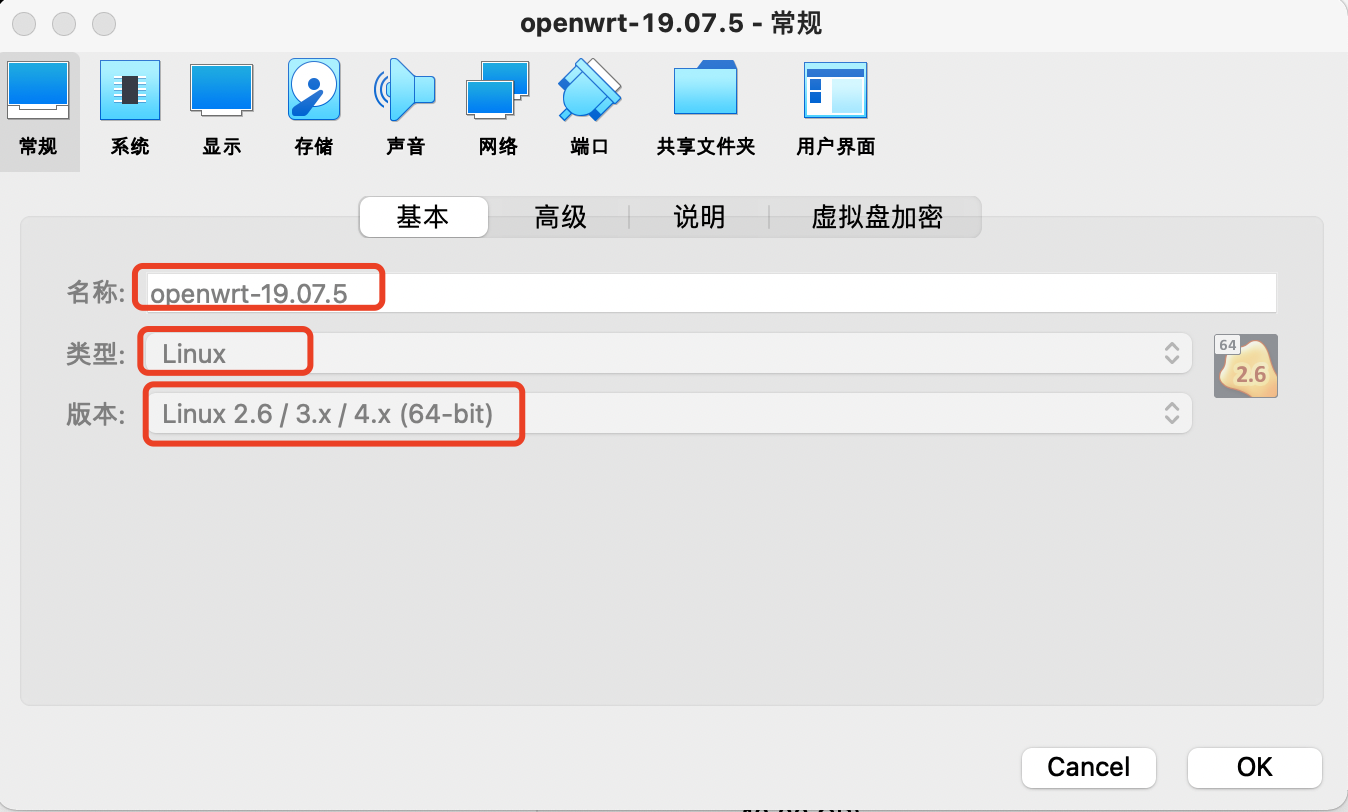 openwrt-19.07.5 - 常规
常规 系统 显示 存储 声音 网络 端口 共享文件夹 用户界面
基本 高级 说明 虚拟盘加密
名称: openwrt-19.07.5
类型: Linux
64
2.6
版本: Linux 2.6 / 3.x / 4.x (64-bit)
Cancel OK